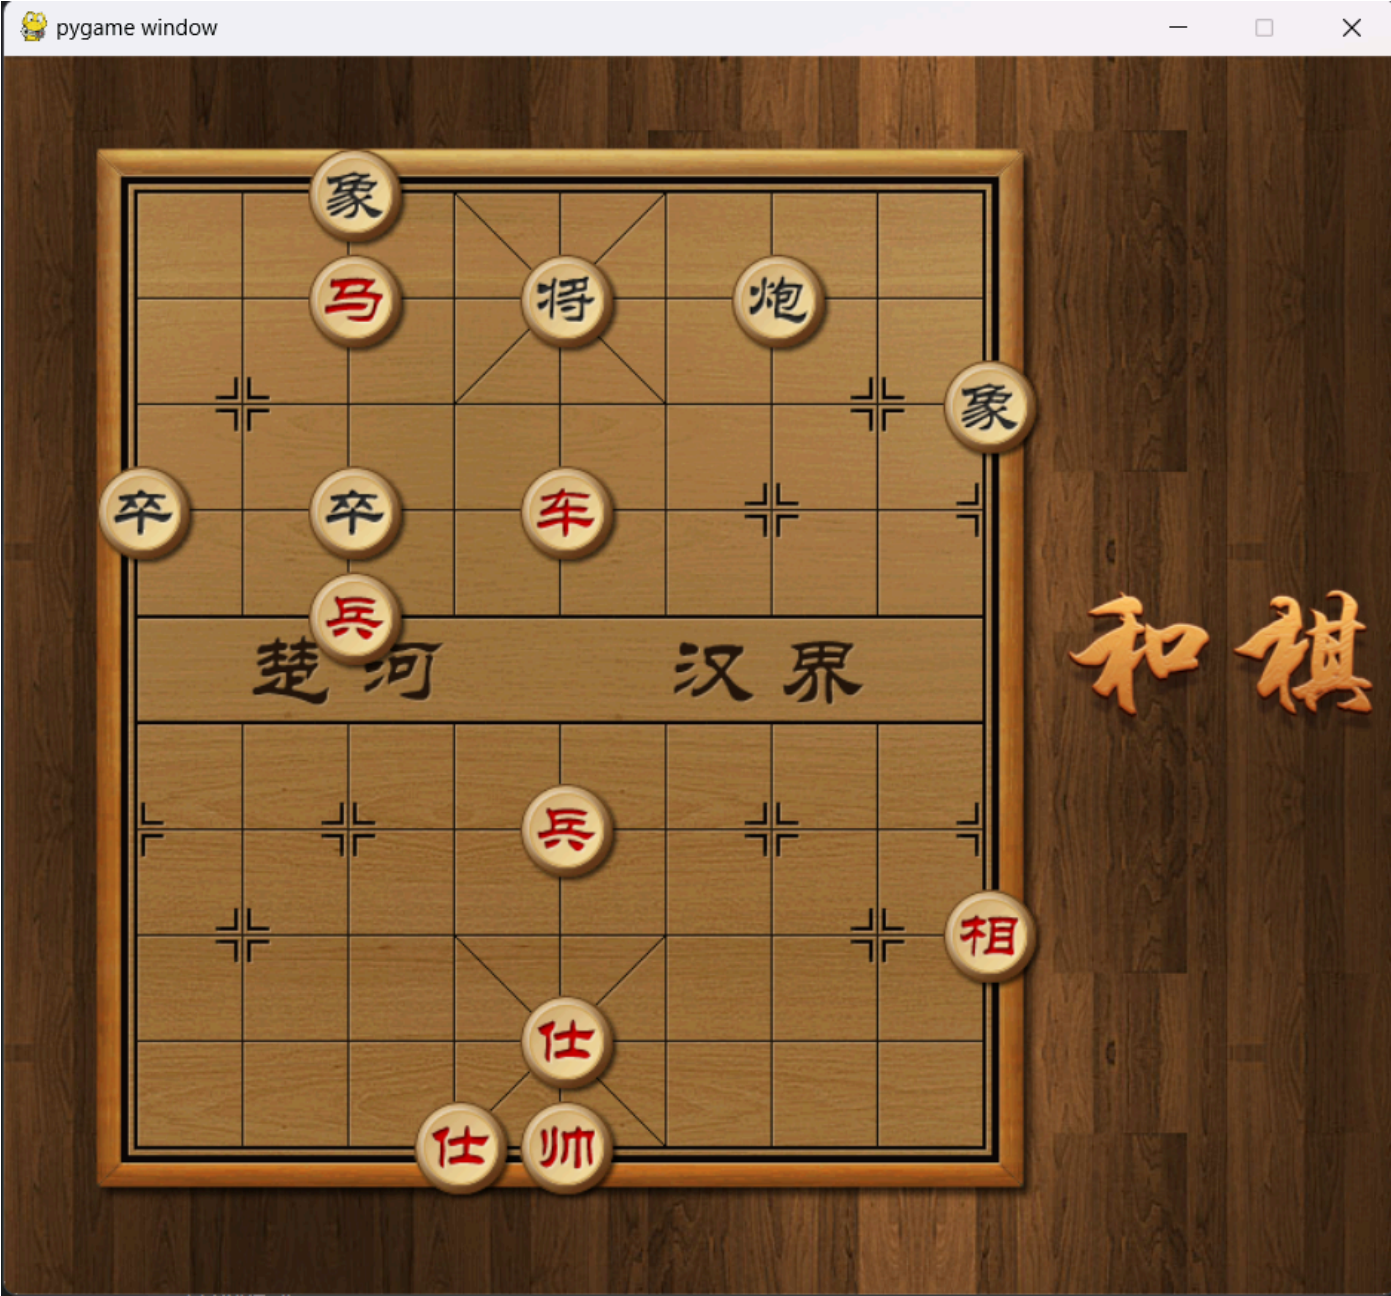 pygame window
象
马 将 炮
象
卒 卒 车
兵
楚河 汉界
和棋
兵
相
仕
仕 帅